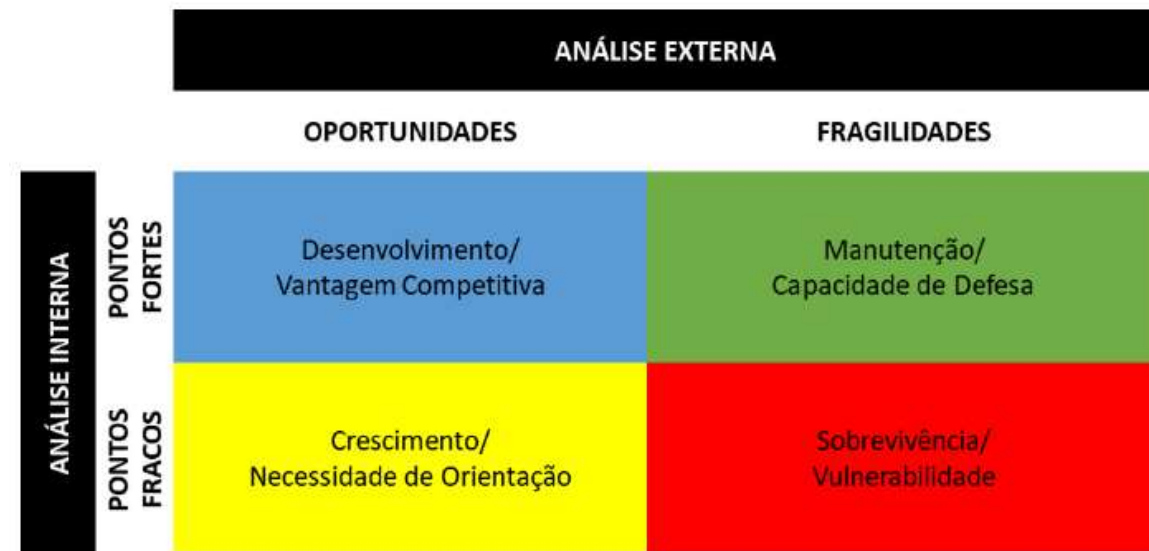 ANÁLISE EXTERNA
OPORTUNIDADES
FRAGILIDADES
ANÁLISE INTERNA
PONTOS
FORTES
Desenvolvimento/
Vantagem Competitiva
Manutenção/
Capacidade de Defesa
PONTOS
FRACOS
Crescimento/
Necessidade de Orientação
Sobrevivência/
Vulnerabilidade